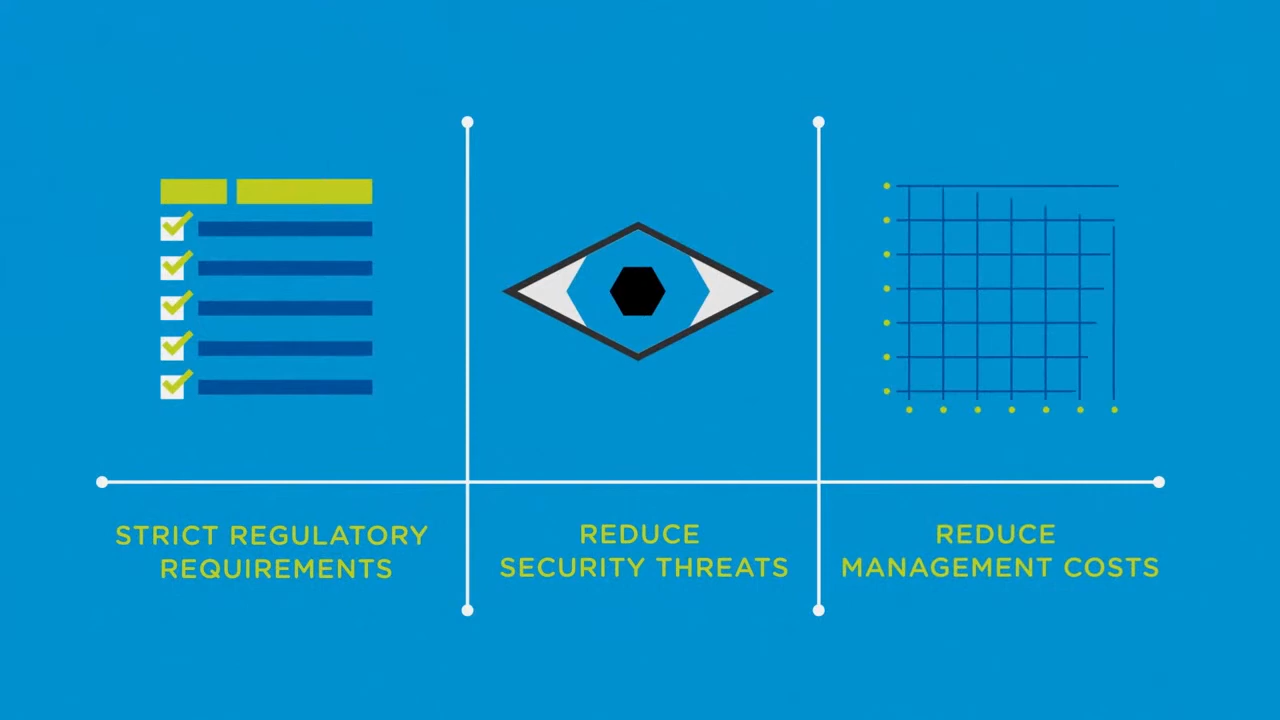 STRICT REGULATORY
REQUIREMENTS
REDUCE
SECURITY THREATS
REDUCE
MANAGEMENT COSTS